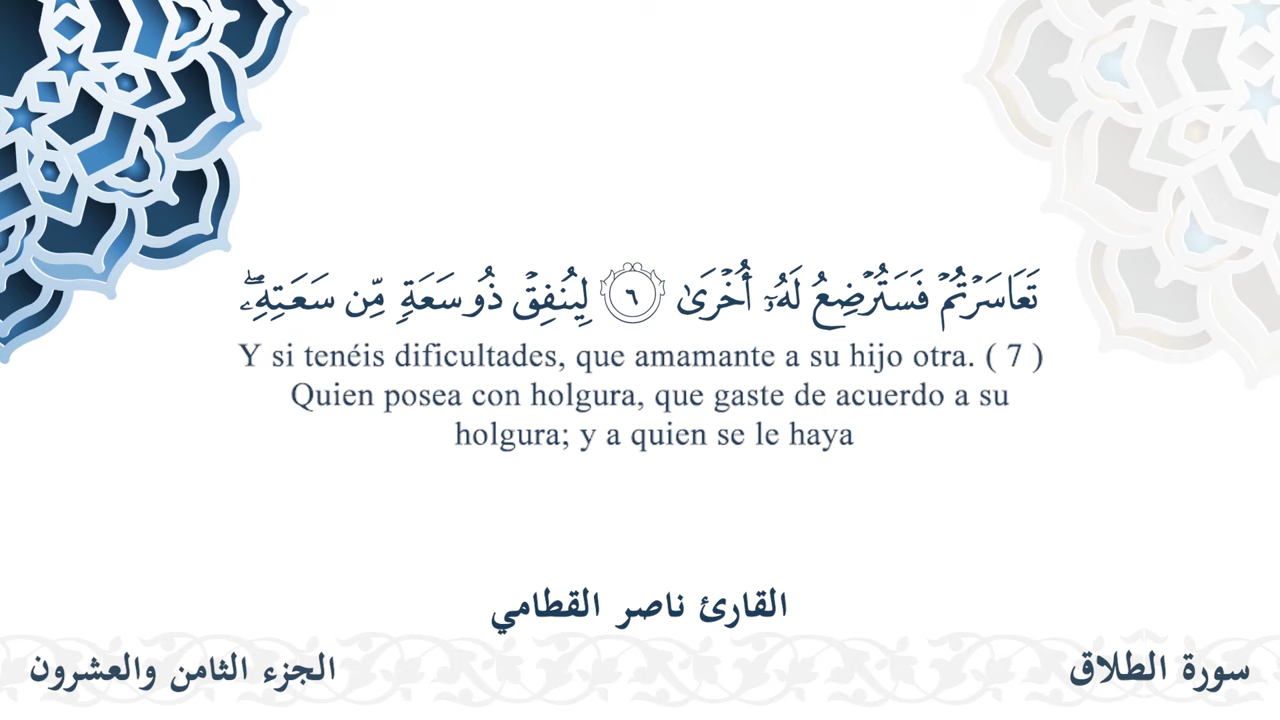 تَعَاسَرْتُمْ فَسَتُرْضِعُ لَهُۥٓ أُخْرَىٰ ٦ لِيُنفِقْ ذُو سَعَةٍ مِّن سَعَتِهِۦۖ
Y si tenéis dificultades, que amamante a su hijo otra. ( 7 )
Quien posea con holgura, que gaste de acuerdo a su
holgura; y a quien se le haya
القارئ ناصر القطامي
سورة الطلاق
الجزء الثامن والعشرون